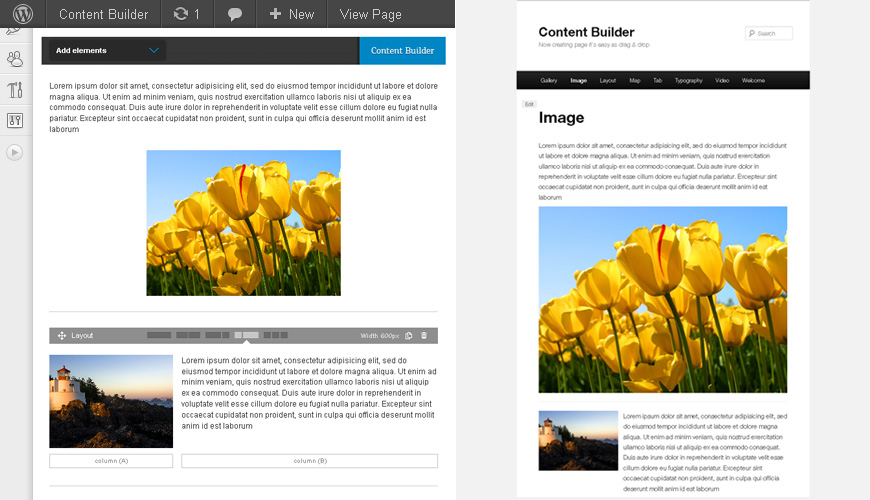 Content Builder
1
New
View Page
Add elements
Content Builder
Lorem ipsum dolor sit amet, consectetur adipisicing elit, sed do eiusmod tempor incididunt ut labore et dolore
magna aliqua. Ut enim ad minim veniam, quis nostrud exercitation ullamco laboris nisi ut aliquip ex ea
commodo consequat. Duis aute irure dolor in reprehenderit in voluptate velit esse cillum dolore eu fugiat nulla
pariatur. Excepteur sint occaecat cupidatat non proident, sunt in culpa qui officia deserunt mollit anim id est
laborum
Layout
Width 600px
Lorem ipsum dolor sit amet, consectetur adipisicing elit, sed do
eiusmod tempor incididunt ut labore et dolore magna aliqua. Ut enim ad
minim veniam, quis nostrud exercitation ullamco laboris nisi ut aliquip
ex ea commodo consequat. Duis aute irure dolor in reprehenderit in
voluptate velit esse cillum dolore eu fugiat nulla pariatur. Excepteur sint
occaecat cupidatat non proident, sunt in culpa qui officia deserunt mollit
anim id est laborum
column (A)
column (B)
Content Builder
Now creating page it's easy as drag & drop
Search
Gallery Image Layout Map Tab Typography Video Welcome
Edit
Image
Lorem ipsum dolor sit amet, consectetur adipisicing elit, sed do eiusmod tempor incididunt
ut labore et dolore magna aliqua. Ut enim ad minim veniam, quis nostrud exercitation
ullamco laboris nisi ut aliquip ex ea commodo consequat. Duis aute irure dolor in
reprehenderit in voluptate velit esse cillum dolore eu fugiat nulla pariatur. Excepteur sint
occaecat cupidatat non proident, sunt in culpa qui officia deserunt mollit anim id est
laborum
Lorem ipsum dolor sit amet, consectetur adipisicing elit, sed
do eiusmod tempor incididunt ut labore et dolore magna
aliqua. Ut enim ad minim veniam, quis nostrud exercitation
ullamco laboris nisi ut aliquip ex ea commodo consequat.
Duis aute irure dolor in reprehenderit in voluptate velit esse
cillum dolore eu fugiat nulla pariatur. Excepteur sint
occaecat cupidatat non proident, sunt in culpa qui officia
deserunt mollit anim id est laborum